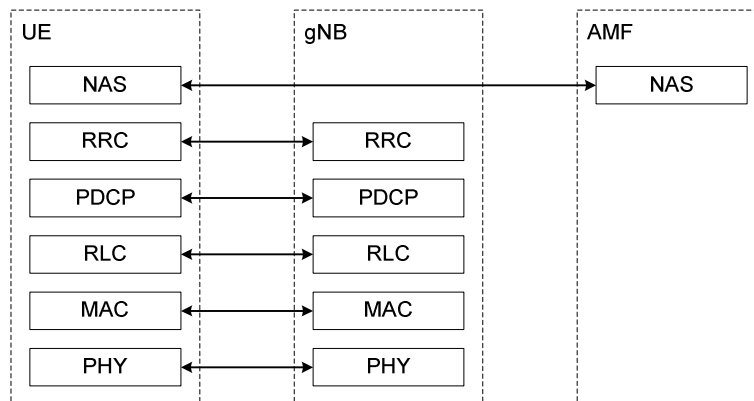 UE gNB AMF
NAS NAS
RRC RRC
PDCP PDCP
RLC RLC
MAC MAC
PHY PHY